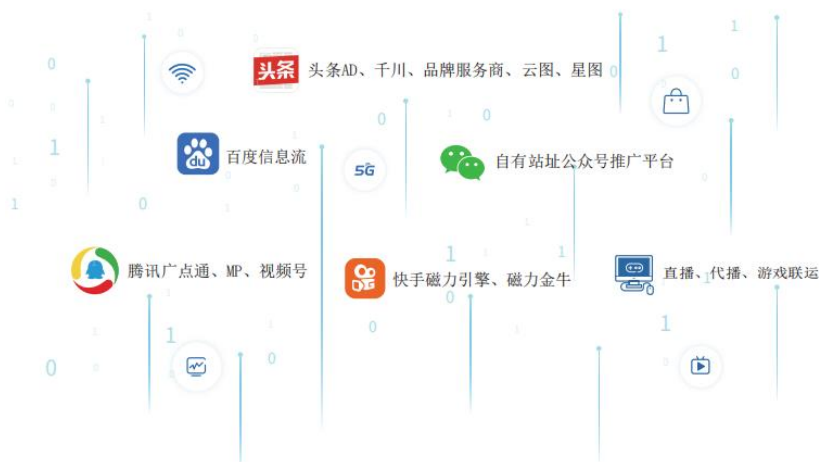 头条
头条AD、千川、品牌服务商、云图、星图
du
百度信息流
5G
自有站址公众号推广平台
腾讯广点通、MP、视频号
快手磁力引擎、磁力金牛
直播、代播、游戏联运